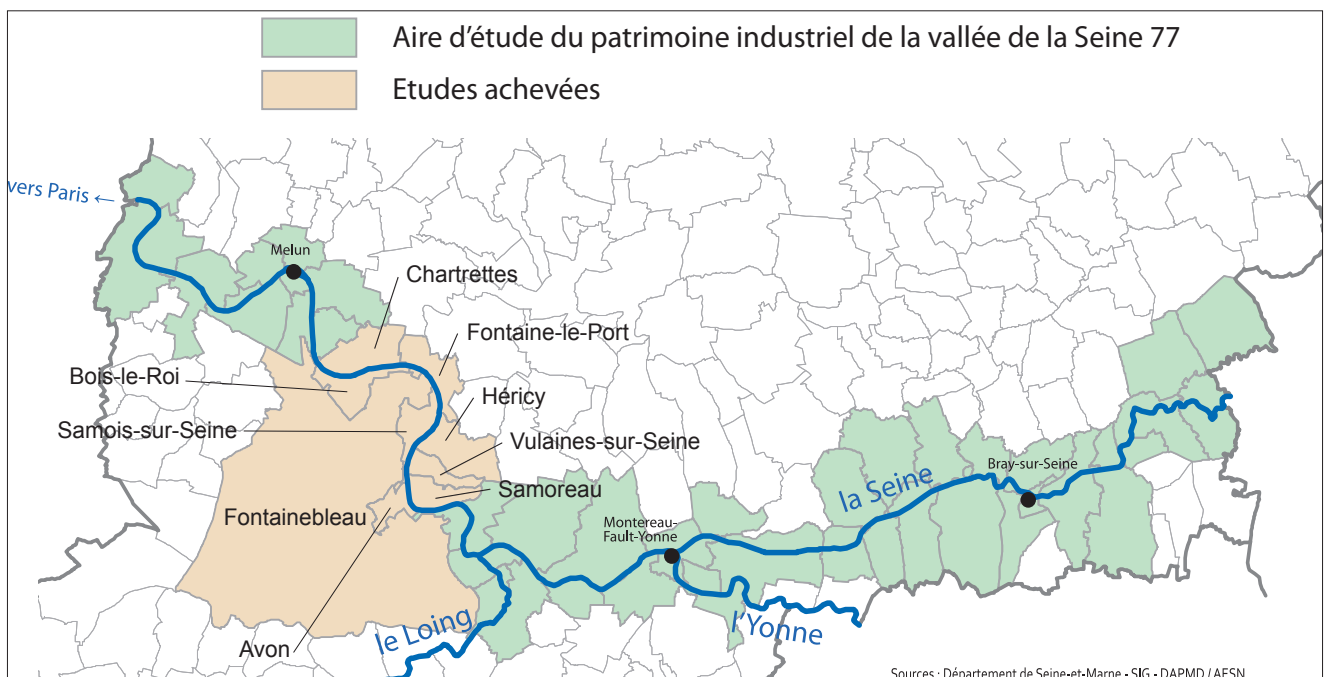 Aire d'étude du patrimoine industriel de la vallée de la Seine 77
Etudes achevées
vers Paris ←
Melun
Chartrettes
Fontaine-le-Port
Bois-le-Roi
Héricy
Samois-sur-Seine
Vulaines-sur-Seine
Bray-sur-Seine
la Seine
Samoreau
Fontainebleau
Montereau-
Fault-Yonne
le Loing
l'Yonne
Avon
Sources : Département de Seine-et-Marne - SIG - DAPMD / AESN